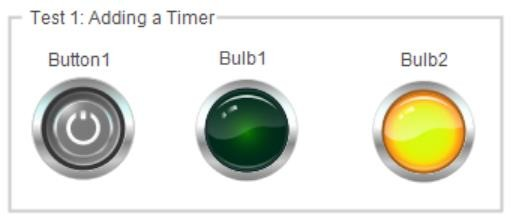 Test 1: Adding a Timer
Button1
Bulb1
Bulb2